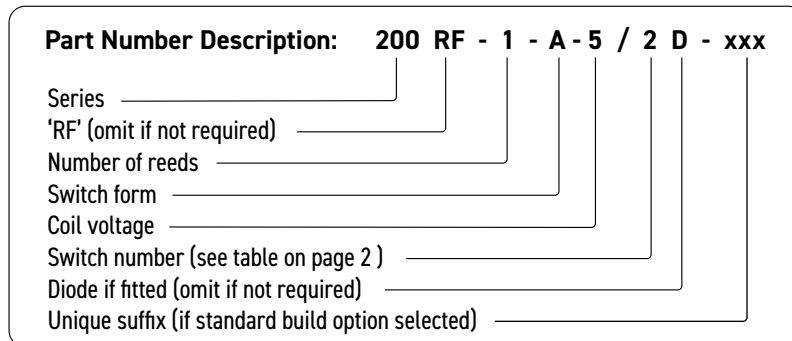 Part Number Description: 200 RF - 1 - A - 5 / 2 D - xxx
Series
'RF' (omit if not required)
Number of reeds
Switch form
Coil voltage
Switch number (see table on page 2 )
Diode if fitted (omit if not required)
Unique suffix (if standard build option selected)